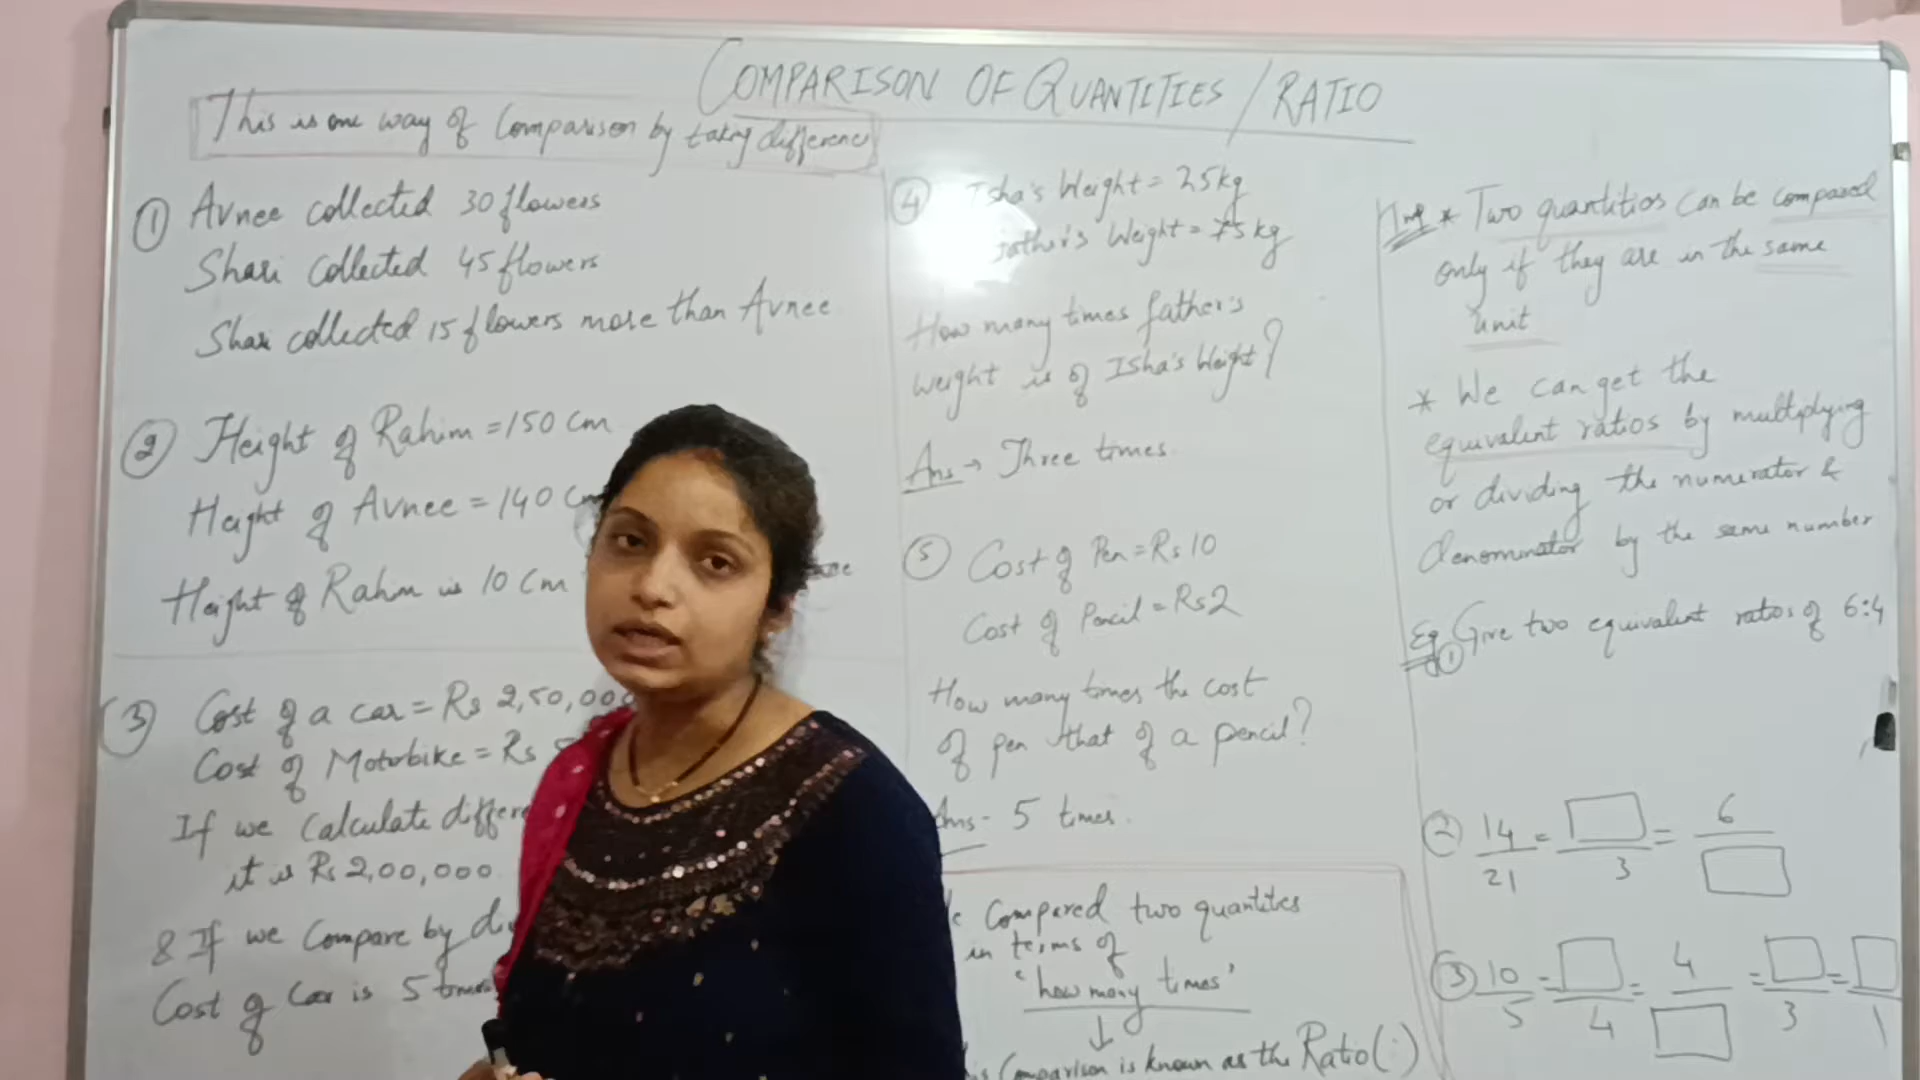 COMPARISON OF QUANTITIES / RATIO
This is one way of Comparison by taking difference
① Avnee collected 30 flowers
Shari collected 45 flowers
Shari collected 15 flowers more than Avnee
② Height of Rahim = 150 cm
Height of Avnee = 140 cm
Height of Rahim is 10 cm
③ Cost of a car = Rs 2,50,000
Cost of Motorbike = Rs
If we calculate
it is Rs 2,00,000
& If we compare by
Cost of Car is 5 times
④ Isha's Weight = 25kg
father's Weight = 75 kg
How many times father's
weight is of Isha's Weight?
Ans → Three times.
⑤ Cost of Pen = Rs 10
Cost of Pencil = Rs 2
How many times the cost
of pen that of a pencil?
Ans - 5 times.
Compared two quantities
in terms of
'how many times'
↓
Comparison is known as the Ratio(:)
Imp * Two quantities can be compared
only if they are in the same
unit
* We can get the
equivalent ratios by multiplying
or dividing the numerator &
denominator by the same number
Eg ① Give two equivalent ratios of 6:4
② 14/21 = □/3 = 6/□
③ 10/5 = □/4 = 4/□ = □/3 = □/1